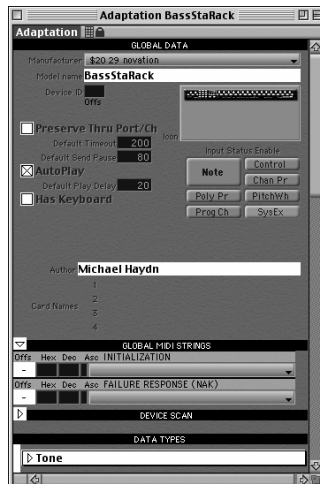 Adaptation BassStaRack
Adaptation
GLOBAL DATA
Manufacturer $20 29 novation
Model name BassStaRack
Device ID
Offs
Icon
Preserve Thru Port/Ch
Default Timeout 200
Default Send Pause 80
AutoPlay
Default Play Delay 20
Has Keyboard
Input Status Enable
Note Control
Chan Pr
Poly Pr PitchWh
Prog Ch SysEx
Author Michael Haydn
Card Names
1
2
3
4
GLOBAL MIDI STRINGS
Offs Hex Dec Asc INITIALIZATION
-
Offs Hex Dec Asc FAILURE RESPONSE (NAK)
-
DEVICE SCAN
DATA TYPES
Tone